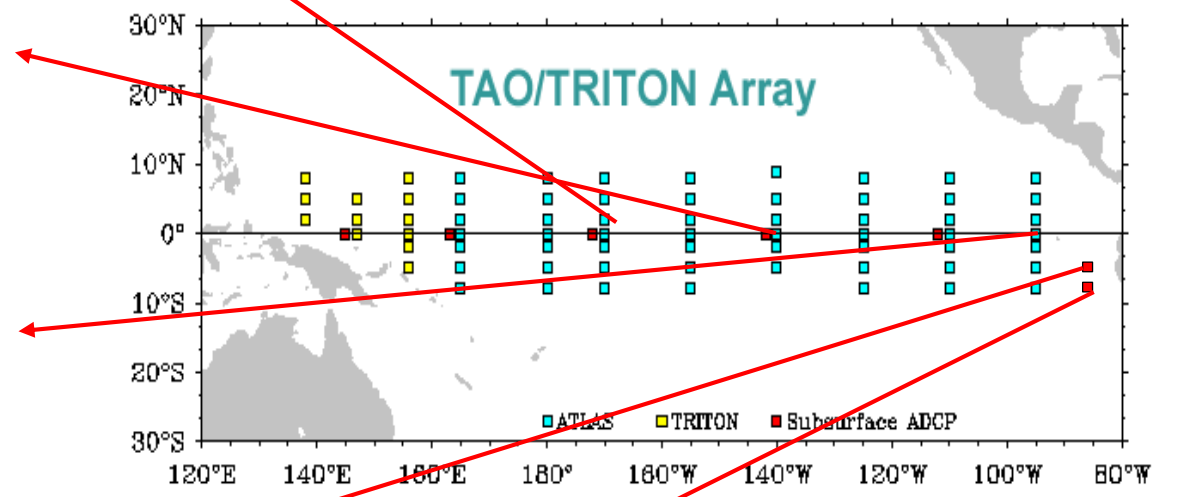 30°N
TAO/TRITON Array
20°N
10°N
0°
10°S
20°S
ATLAS TRITON Subsurface ADCP
30°S
120°E 140°E 160°E 180° 160°W 140°W 120°W 100°W 80°W